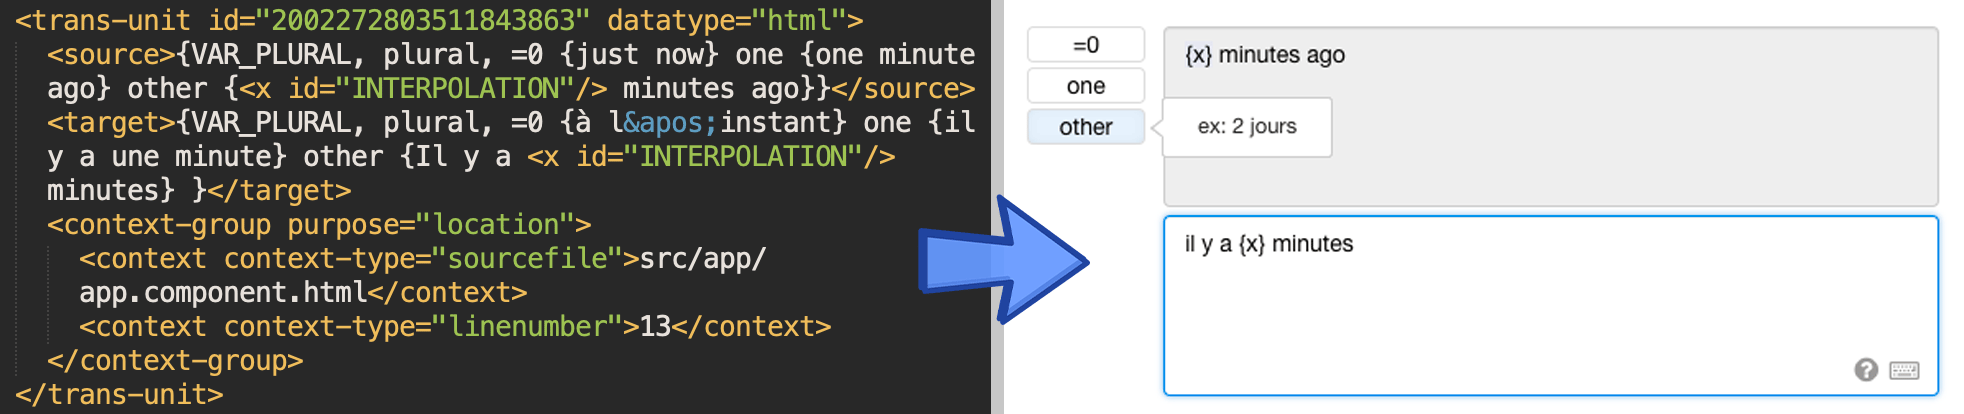 <trans-unit id="2002272803511843863" datatype="html">
<source>{VAR_PLURAL, plural, =0 {just now} one {one minute
ago} other {<x id="INTERPOLATION"/> minutes ago}}</source>
<target>{VAR_PLURAL, plural, =0 {à l&apos;instant} one {il
y a une minute} other {Il y a <x id="INTERPOLATION"/>
minutes} }</target>
<context-group purpose="location">
<context context-type="sourcefile">src/app/
app.component.html</context>
<context context-type="linenumber">13</context>
</context-group>
</trans-unit>
=0
one
other
{x} minutes ago
ex: 2 jours
il y a {x} minutes
?